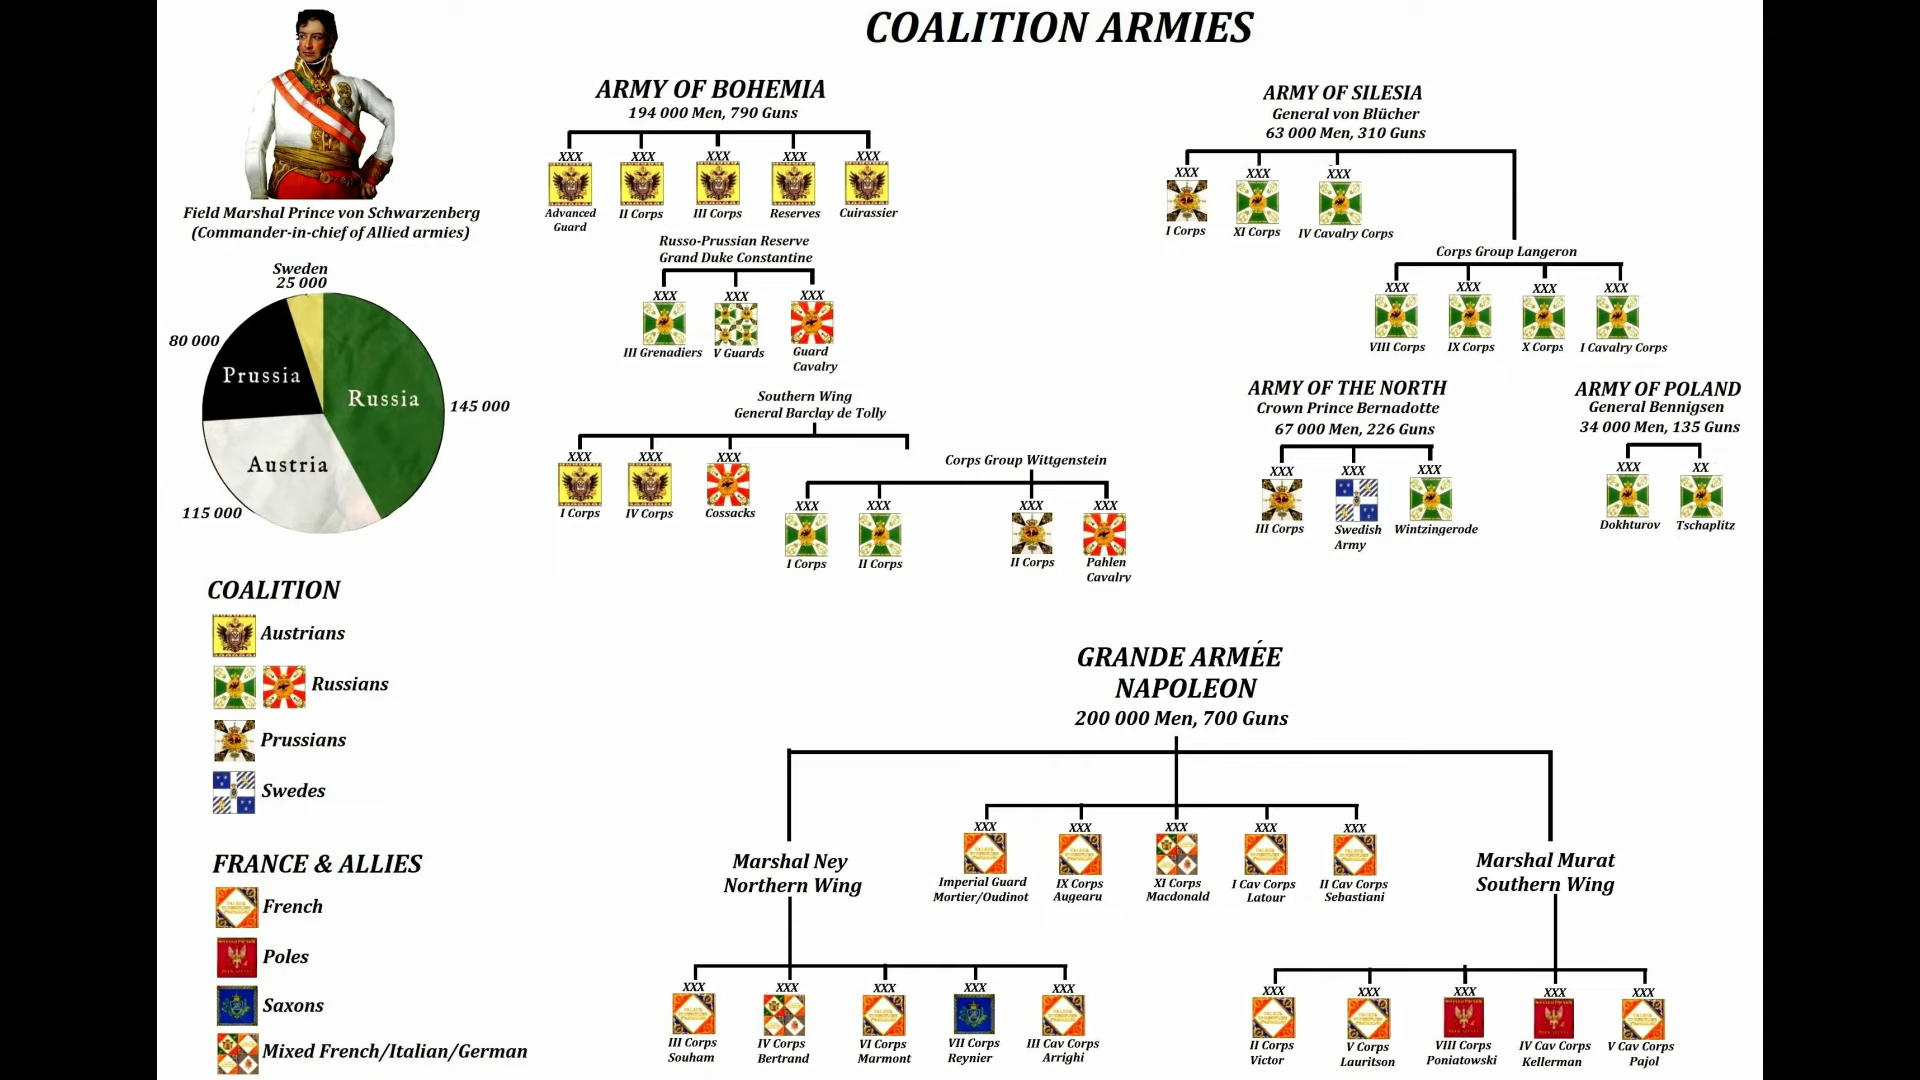 COALITION ARMIES
Field Marshal Prince von Schwarzenberg
(Commander-in-chief of Allied armies)
Sweden
25 000
80 000
Prussia
Russia
145 000
Austria
115 000
COALITION
Austrians
Russians
Prussians
Swedes
FRANCE & ALLIES
French
Poles
Saxons
Mixed French/Italian/German
ARMY OF BOHEMIA
194 000 Men, 790 Guns
XXX XXX XXX XXX XXX
Advanced
Guard
II Corps
III Corps
Reserves
Cuirassier
Russo-Prussian Reserve
Grand Duke Constantine
XXX XXX XXX
III Grenadiers
V Guards
Guard
Cavalry
Southern Wing
General Barclay de Tolly
XXX XXX XXX
I Corps
IV Corps
Cossacks
Corps Group Wittgenstein
XXX XXX XXX XXX
I Corps
II Corps
II Corps
Pahlen
Cavalry
ARMY OF SILESIA
General von Blücher
63 000 Men, 310 Guns
XXX XXX XXX
I Corps
XI Corps
IV Cavalry Corps
Corps Group Langeron
XXX XXX XXX XXX
VIII Corps
IX Corps
X Corps
I Cavalry Corps
ARMY OF THE NORTH
Crown Prince Bernadotte
67 000 Men, 226 Guns
XXX XXX XXX
III Corps
Swedish
Army
Wintzingerode
ARMY OF POLAND
General Bennigsen
34 000 Men, 135 Guns
XXX XX
Dokhturov
Tschaplitz
GRANDE ARMÉE
NAPOLEON
200 000 Men, 700 Guns
XXX XXX XXX XXX XXX
Imperial Guard
Mortier/Oudinot
IX Corps
Augearu
XI Corps
Macdonald
I Cav Corps
Latour
II Cav Corps
Sebastiani
Marshal Ney
Northern Wing
XXX XXX XXX XXX XXX
III Corps
Souham
IV Corps
Bertrand
VI Corps
Marmont
VII Corps
Reynier
III Cav Corps
Arrighi
Marshal Murat
Southern Wing
XXX XXX XXX XXX XXX
II Corps
Victor
V Corps
Lauritson
VIII Corps
Poniatowski
IV Cav Corps
Kellerman
V Cav Corps
Pajol